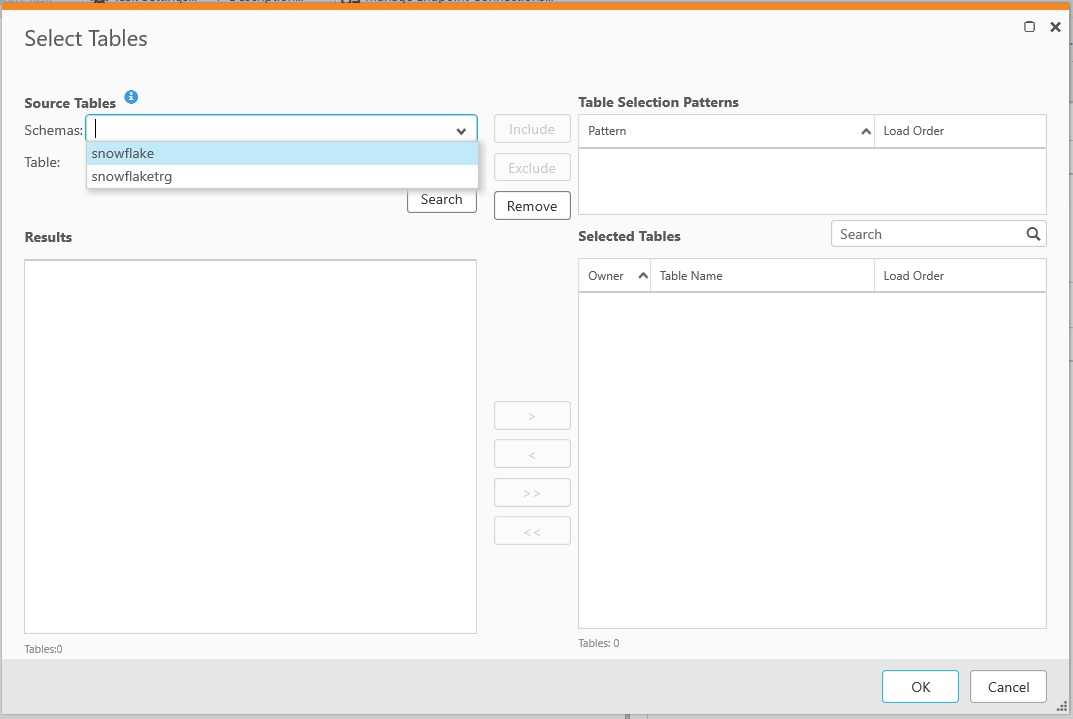 Select Tables
Source Tables
Schemas:
snowflake
snowflaketrg
Table:
Search
Include
Exclude
Remove
Table Selection Patterns
Pattern
Load Order
Results
Selected Tables
Search
Owner
Table Name
Load Order
>
<
>>
<<
Tables:0
Tables: 0
OK
Cancel